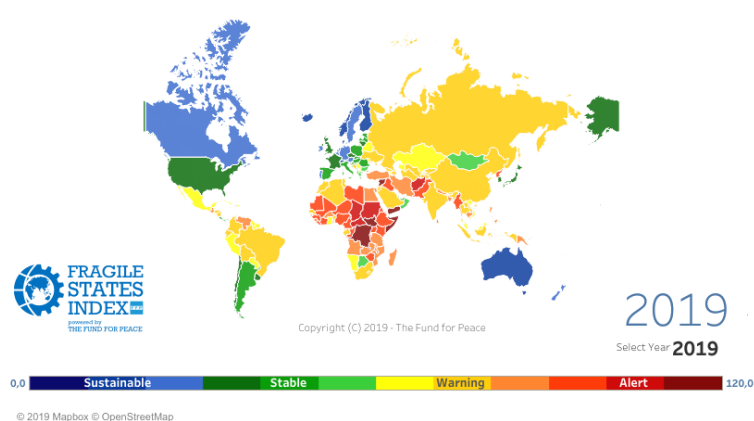 FRAGILE
STATES
INDEX
powered by
THE FUND FOR PEACE
Copyright (C) 2019 - The Fund for Peace
2019
Select Year 2019
0,0 Sustainable Stable Warning Alert 120,0
© 2019 Mapbox © OpenStreetMap